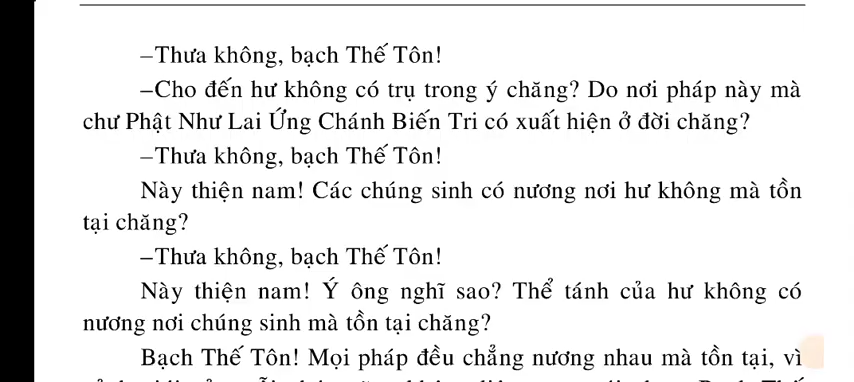 –Thưa không, bạch Thế Tôn!
–Cho đến hư không có trụ trong ý chăng? Do nơi pháp này mà
chư Phật Như Lai Ứng Chánh Biến Tri có xuất hiện ở đời chăng?
–Thưa không, bạch Thế Tôn!
Này thiện nam! Các chúng sinh có nương nơi hư không mà tồn
tại chăng?
–Thưa không, bạch Thế Tôn!
Này thiện nam! Ý ông nghĩ sao? Thể tánh của hư không có
nương nơi chúng sinh mà tồn tại chăng?
Bạch Thế Tôn! Mọi pháp đều chẳng nương nhau mà tồn tại, vì